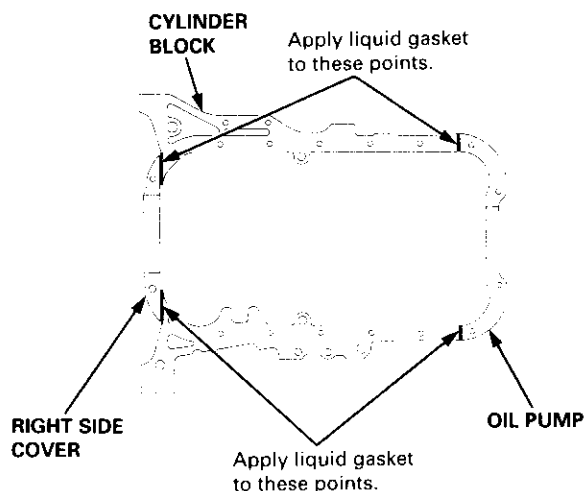 CYLINDER
BLOCK
Apply liquid gasket
to these points.
RIGHT SIDE
COVER
OIL PUMP
Apply liquid gasket
to these points.